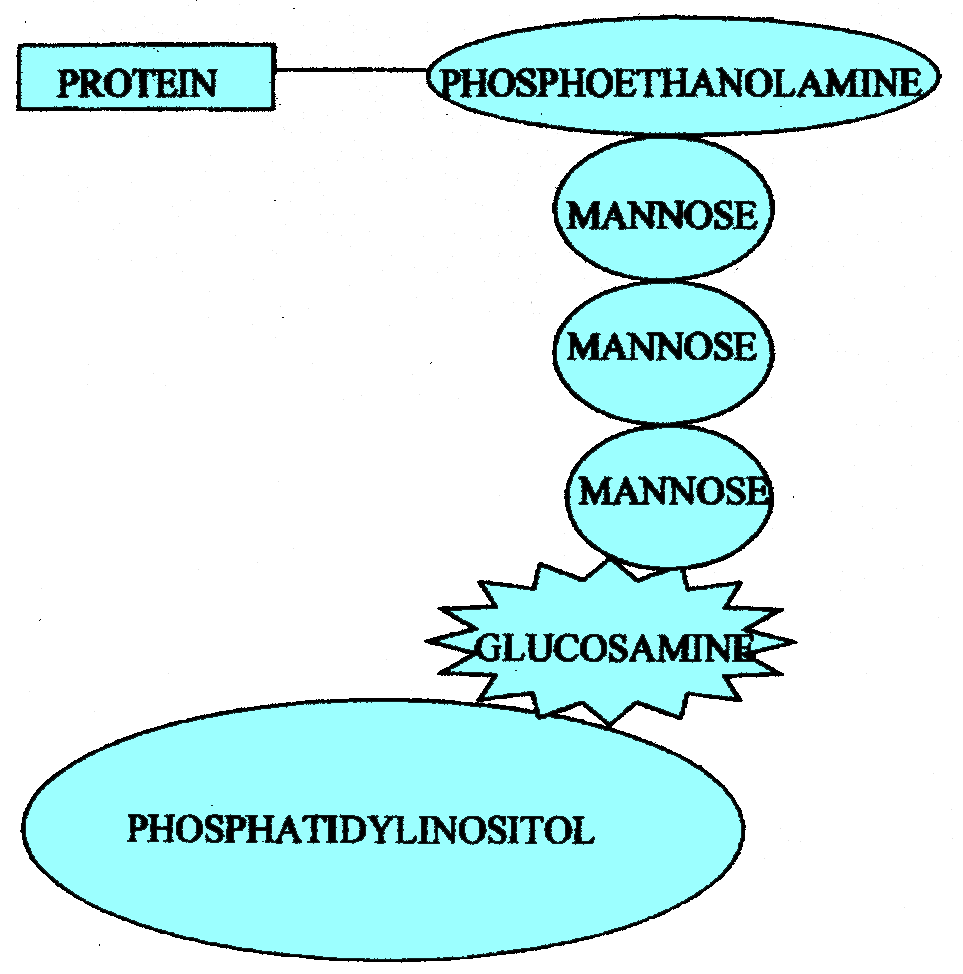 PROTEIN
PHOSPHOETHANOLAMINE
MANNOSE
MANNOSE
MANNOSE
GLUCOSAMINE
PHOSPHATIDYLINOSITOL